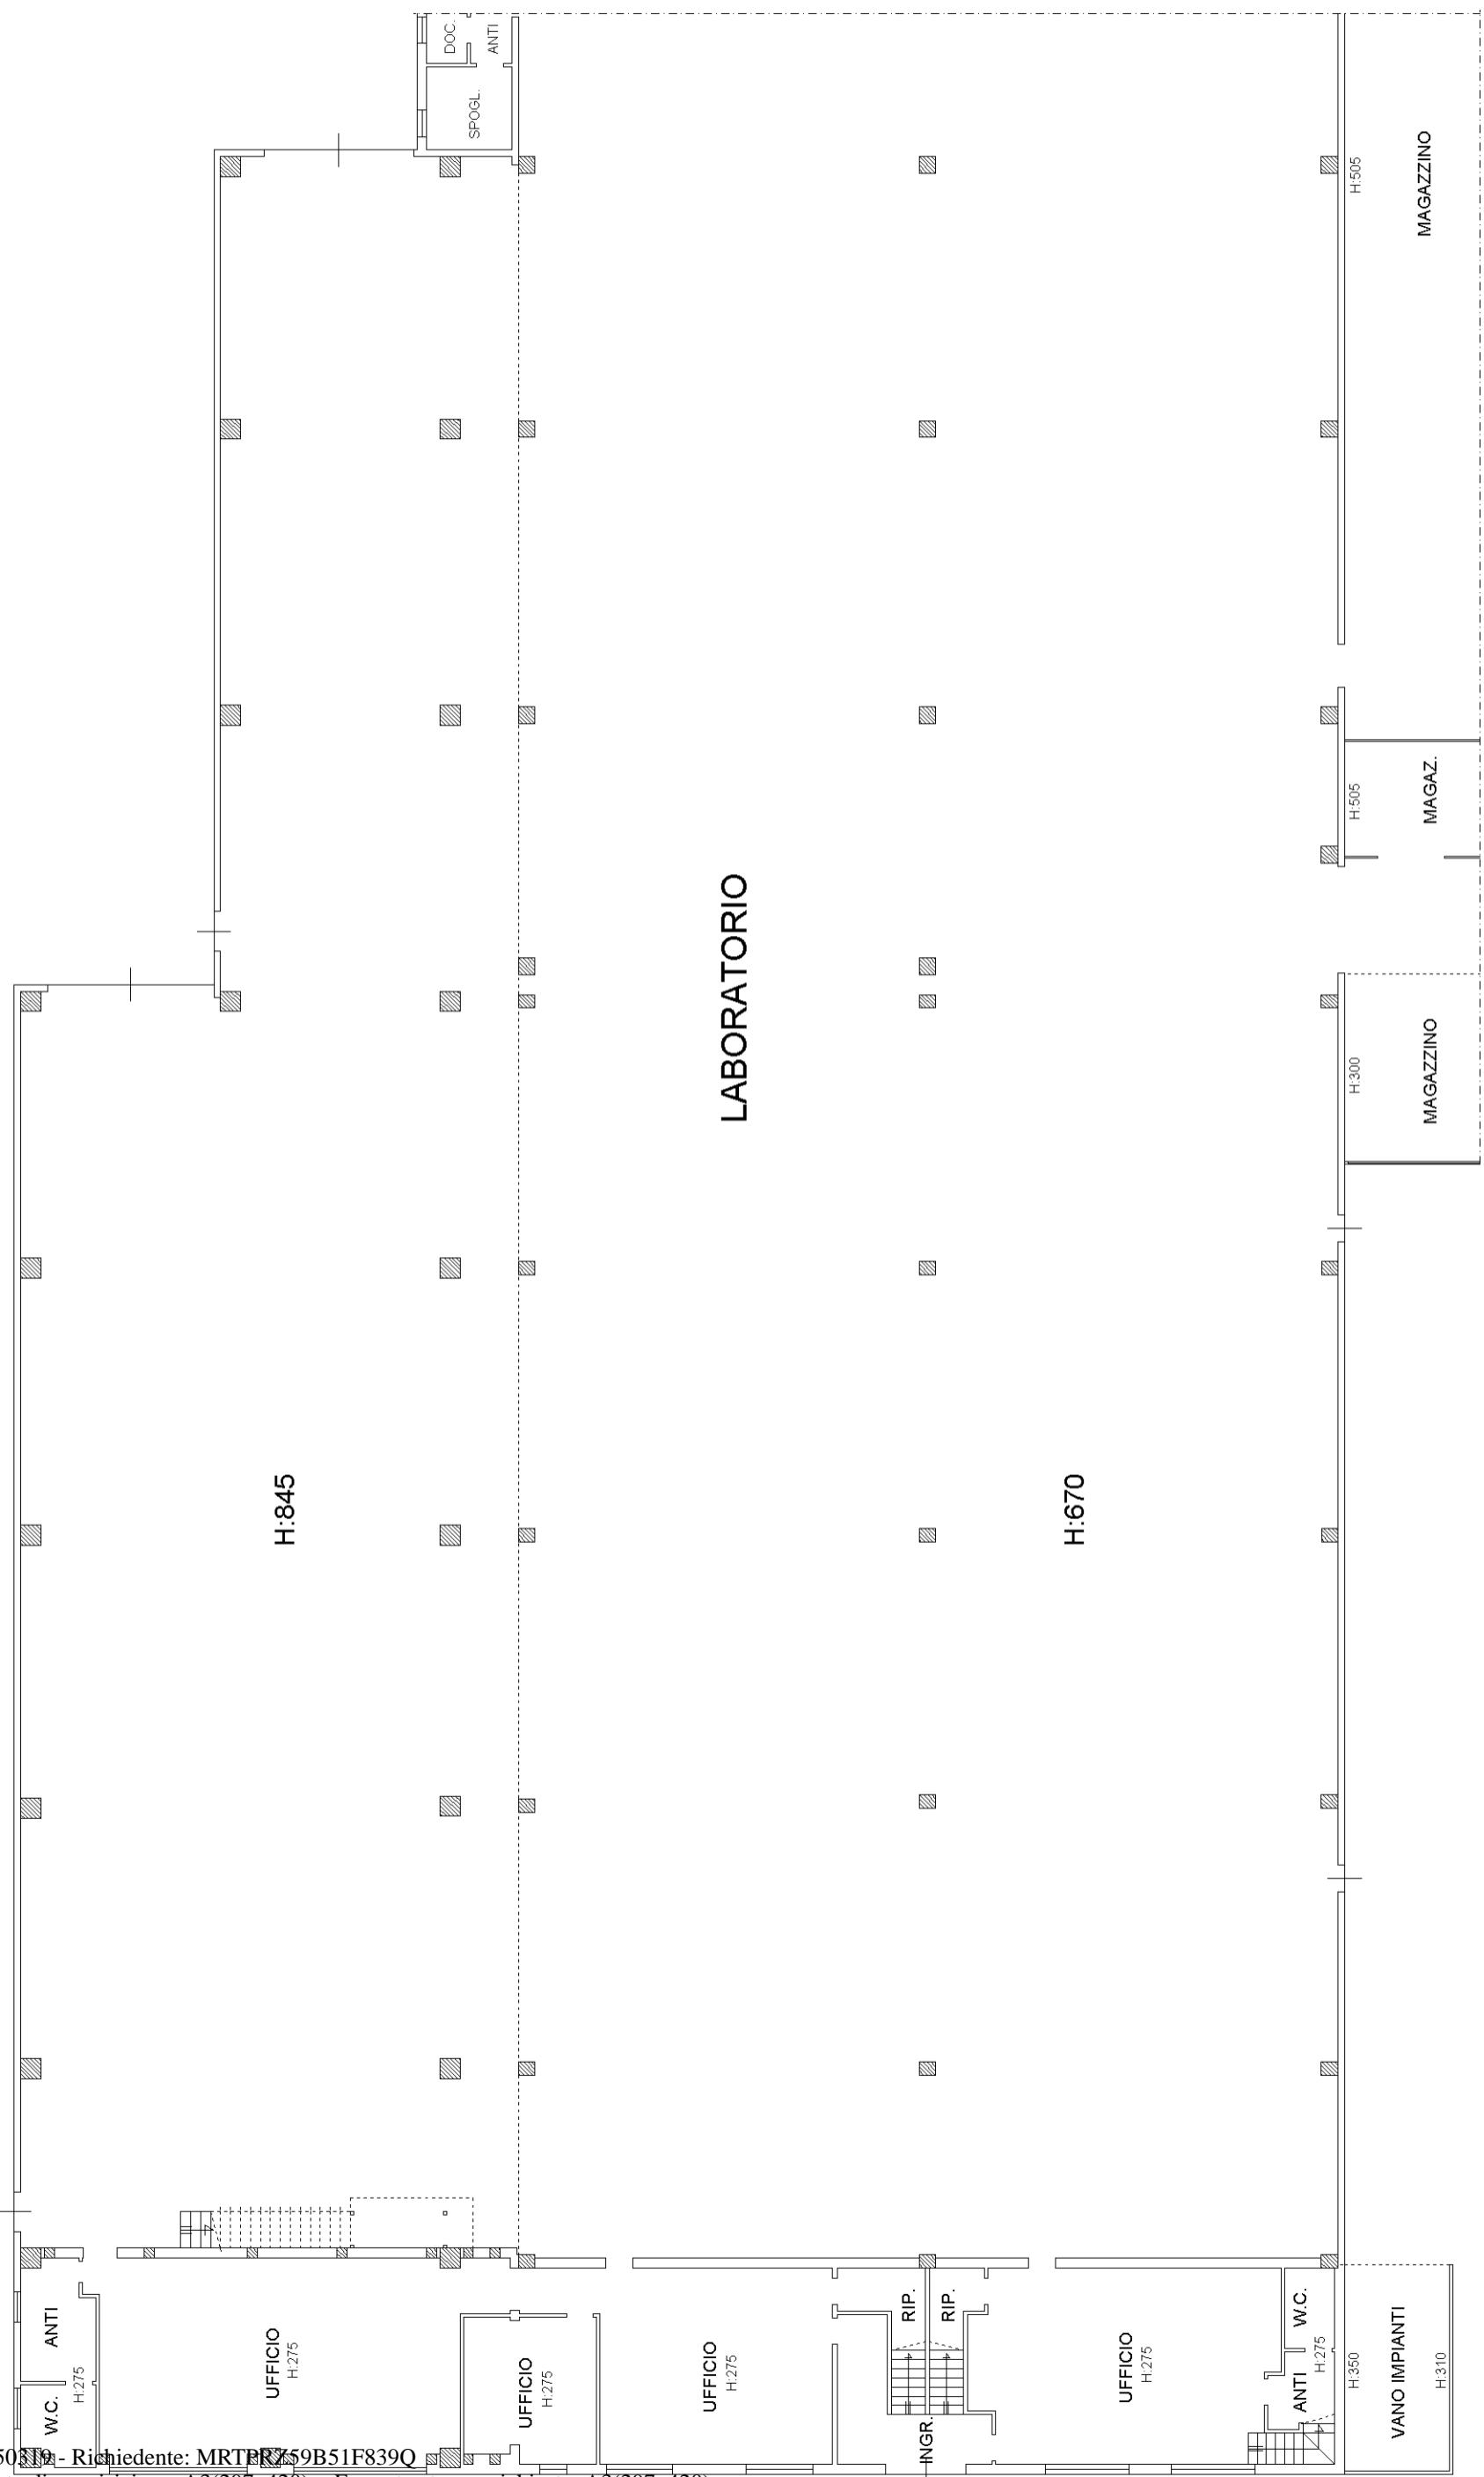 DOC.
ANTI
SPOGL.
MAGAZZINO
H:505
MAGAZ.
H:505
LABORATORIO
MAGAZZINO
H:300
H:845
H:670
ANTI
W.C.
H:275
UFFICIO
H:275
UFFICIO
H:275
UFFICIO
H:275
RIP.
RIP.
INGR.
UFFICIO
H:275
W.C.
ANTI
H:275
H:350
VANO IMPIANTI
H:310
- Richiedente: MRTPRZ59B51F839Q